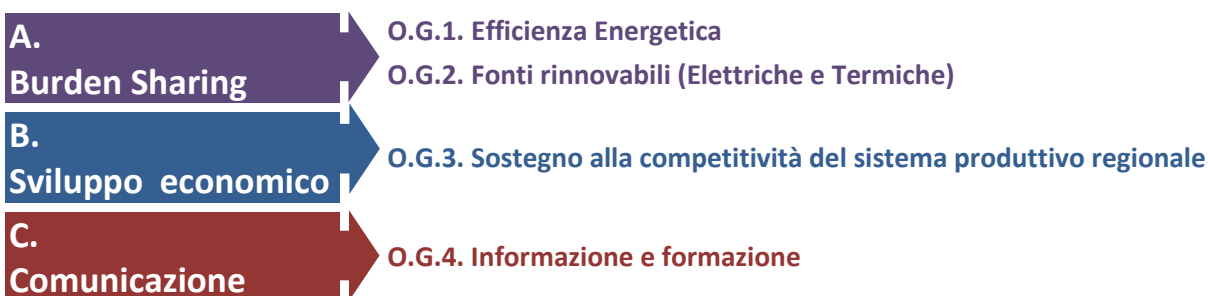 A.
Burden Sharing
O.G.1. Efficienza Energetica
O.G.2. Fonti rinnovabili (Elettriche e Termiche)
B.
Sviluppo economico
O.G.3. Sostegno alla competitività del sistema produttivo regionale
C.
Comunicazione
O.G.4. Informazione e formazione